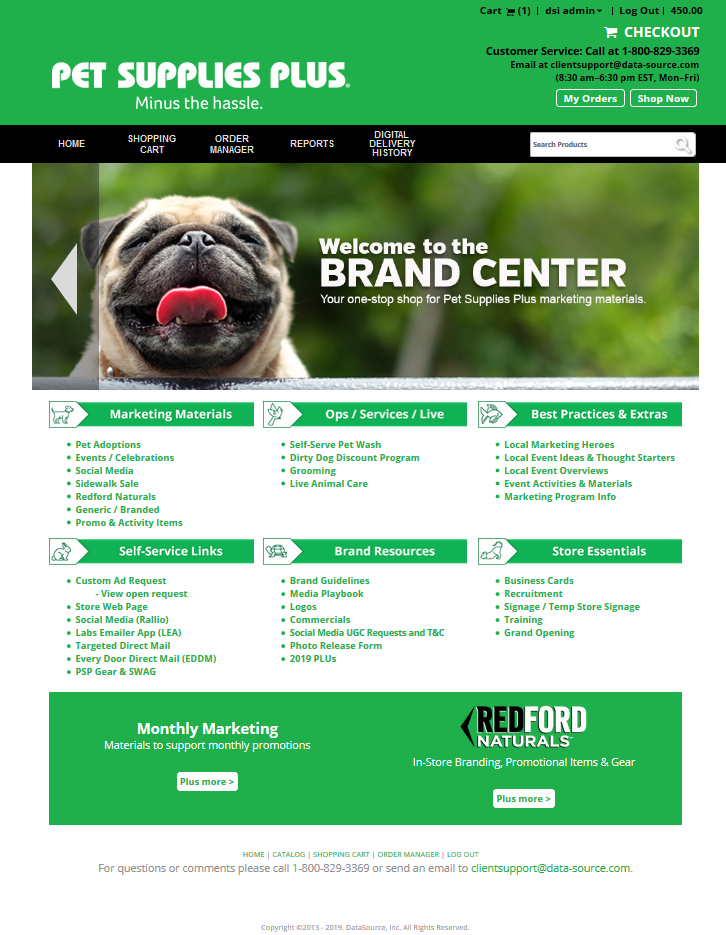 Cart (1) | dsi admin | Log Out | 450.00
CHECKOUT
Customer Service: Call at 1-800-829-3369
Email at clientsupport@data-source.com
(8:30 am–6:30 pm EST, Mon–Fri)
My Orders Shop Now
PET SUPPLIES PLUS®
Minus the hassle.
HOME
SHOPPING
CART
ORDER
MANAGER
REPORTS
DIGITAL
DELIVERY
HISTORY
Search Products
Welcome to the
BRAND CENTER
Your one-stop shop for Pet Supplies Plus marketing materials.
Marketing Materials
• Pet Adoptions
• Events / Celebrations
• Social Media
• Sidewalk Sale
• Redford Naturals
• Generic / Branded
• Promo & Activity Items
Ops / Services / Live
• Self-Serve Pet Wash
• Dirty Dog Discount Program
• Grooming
• Live Animal Care
Best Practices & Extras
• Local Marketing Heroes
• Local Event Ideas & Thought Starters
• Local Event Overviews
• Event Activities & Materials
• Marketing Program Info
Self-Service Links
• Custom Ad Request
- View open request
• Store Web Page
• Social Media (Rallio)
• Labs Emailer App (LEA)
• Targeted Direct Mail
• Every Door Direct Mail (EDDM)
• PSP Gear & SWAG
Brand Resources
• Brand Guidelines
• Media Playbook
• Logos
• Commercials
• Social Media UGC Requests and T&C
• Photo Release Form
• 2019 PLUs
Store Essentials
• Business Cards
• Recruitment
• Signage / Temp Store Signage
• Training
• Grand Opening
Monthly Marketing
Materials to support monthly promotions
Plus more >
REDFORD
NATURALS™
In-Store Branding, Promotional Items & Gear
Plus more >
HOME | CATALOG | SHOPPING CART | ORDER MANAGER | LOG OUT
For questions or comments please call 1-800-829-3369 or send an email to clientsupport@data-source.com.
Copyright ©2013 - 2019. DataSource, Inc. All Rights Reserved.